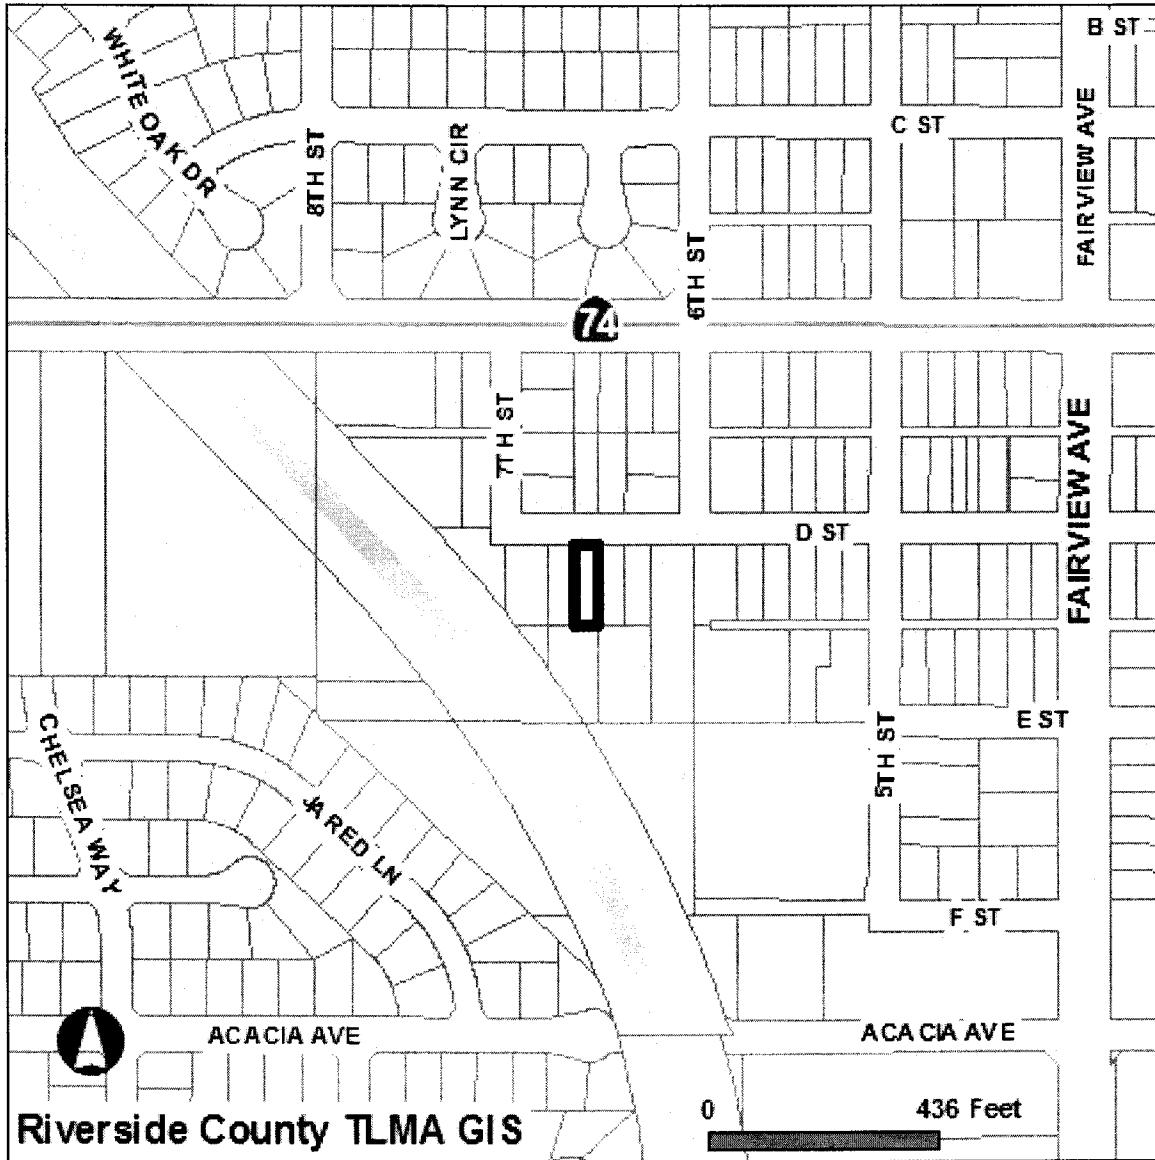 B ST
WHITE OAK DR
8TH ST
LYNN CIR
C ST
FAIRVIEW AVE
6TH ST
74
7TH ST
FAIRVIEW AVE
D ST
CHELSEA WAY
JARED LN
5TH ST
E ST
F ST
ACACIA AVE
ACACIA AVE
0 436 Feet
Riverside County TLMA GIS